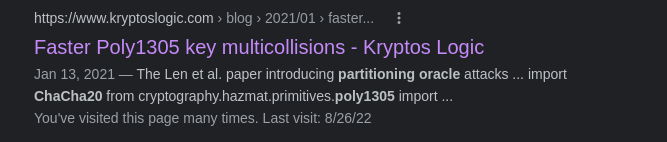 https://www.kryptoslogic.com › blog › 2021/01 › faster...
Faster Poly1305 key multicollisions - Kryptos Logic
Jan 13, 2021 — The Len et al. paper introducing partitioning oracle attacks ... import
ChaCha20 from cryptography.hazmat.primitives.poly1305 import ...
You've visited this page many times. Last visit: 8/26/22